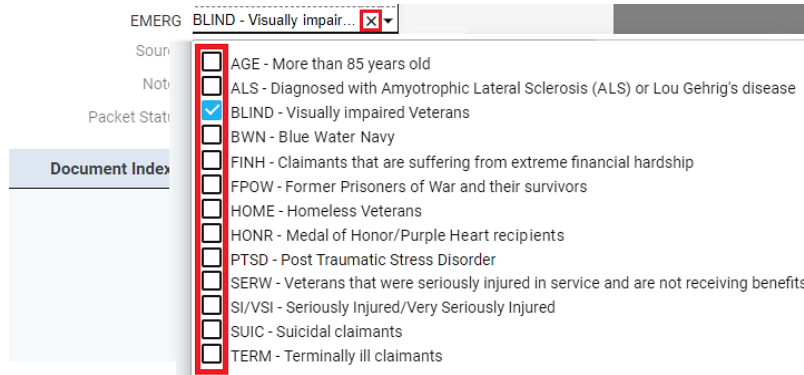 EMERG BLIND - Visually impair...
Sour
Not
Packet Stat
Document Index
AGE - More than 85 years old
ALS - Diagnosed with Amyotrophic Lateral Sclerosis (ALS) or Lou Gehrig's disease
BLIND - Visually impaired Veterans
BWN - Blue Water Navy
FINH - Claimants that are suffering from extreme financial hardship
FPOW - Former Prisoners of War and their survivors
HOME - Homeless Veterans
HONR - Medal of Honor/Purple Heart recipients
PTSD - Post Traumatic Stress Disorder
SERW - Veterans that were seriously injured in service and are not receiving benefits
SI/VSI - Seriously Injured/Very Seriously Injured
SUIC - Suicidal claimants
TERM - Terminally ill claimants